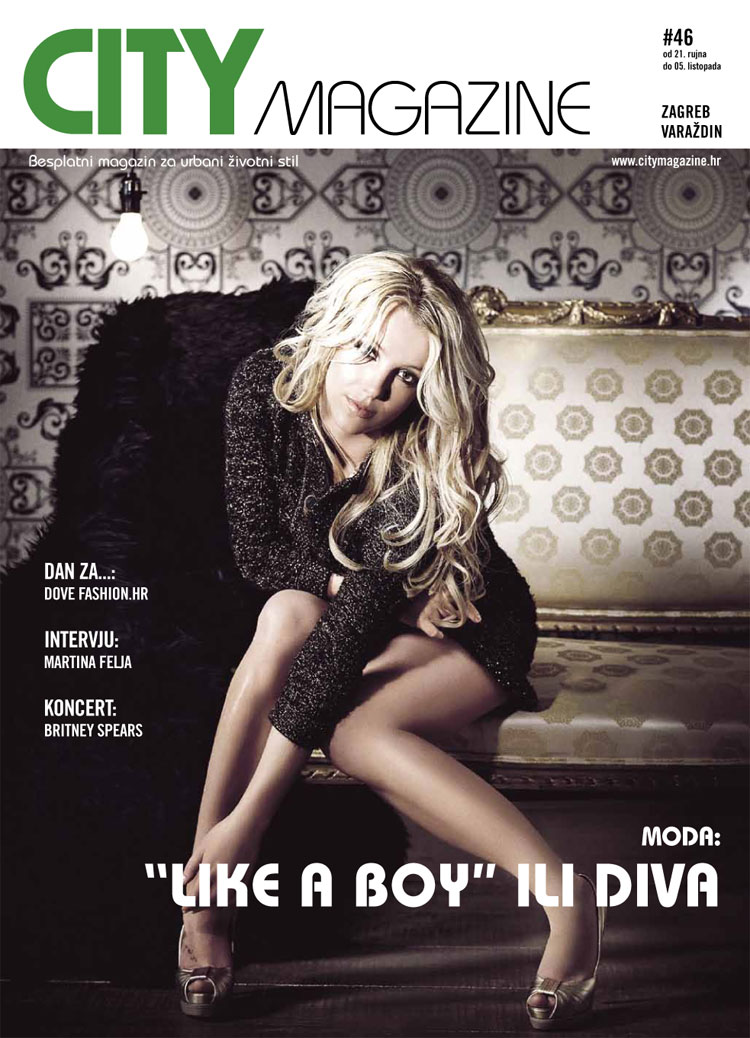 CITY MAGAZINE
#46
od 21. rujna
do 05. listopada
ZAGREB
VARAŽDIN
Besplatni magazin za urbani životni stil
www.citymagazine.hr
DAN ZA...:
DOVE FASHION.HR
INTERVJU:
MARTINA FELJA
KONCERT:
BRITNEY SPEARS
MODA:
“LIKE A BOY” ILI DIVA